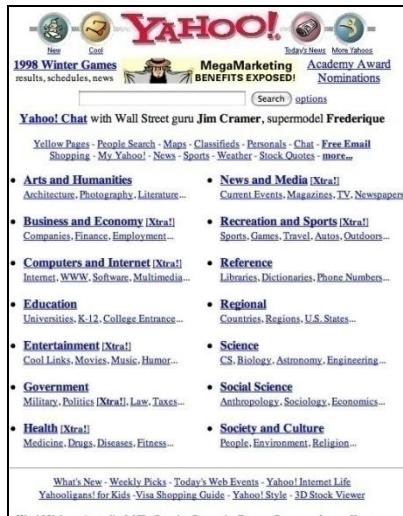 YAHOO!
New Cool Today's News More Yahoos
1998 Winter Games
results, schedules, news
MegaMarketing
BENEFITS EXPOSED!
Academy Award
Nominations
Search options
Yahoo! Chat with Wall Street guru Jim Cramer, supermodel Frederique
Yellow Pages - People Search - Maps - Classifieds - Personals - Chat - Free Email
Shopping - My Yahoo! - News - Sports - Weather - Stock Quotes - more...
Arts and Humanities
Architecture, Photography, Literature...
Business and Economy [Xtra!]
Companies, Finance, Employment...
Computers and Internet [Xtra!]
Internet, WWW, Software, Multimedia...
Education
Universities, K-12, College Entrance...
Entertainment [Xtra!]
Cool Links, Movies, Music, Humor...
Government
Military, Politics [Xtra!], Law, Taxes...
Health [Xtra!]
Medicine, Drugs, Diseases, Fitness...
News and Media [Xtra!]
Current Events, Magazines, TV, Newspapers
Recreation and Sports [Xtra!]
Sports, Games, Travel, Autos, Outdoors...
Reference
Libraries, Dictionaries, Phone Numbers...
Regional
Countries, Regions, U.S. States...
Science
CS, Biology, Astronomy, Engineering...
Social Science
Anthropology, Sociology, Economics...
Society and Culture
People, Environment, Religion...
What's New - Weekly Picks - Today's Web Events - Yahoo! Internet Life
Yahooligans! for Kids - Visa Shopping Guide - Yahoo! Style - 3D Stock Viewer